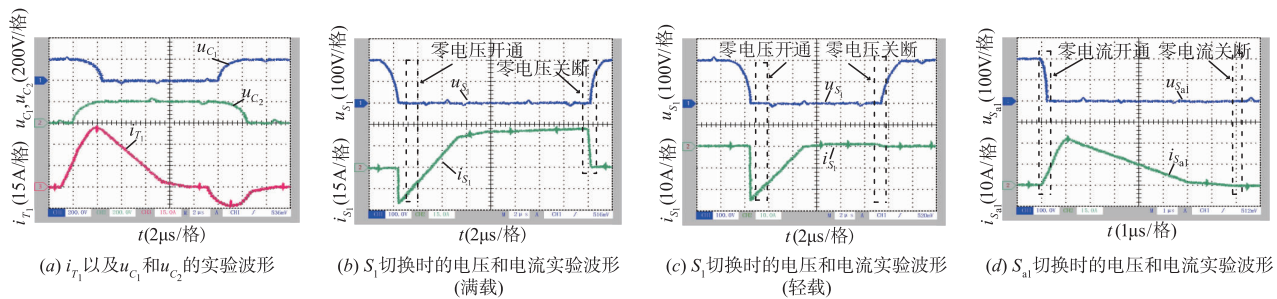 u_{C_1}, u_{C_2} (200V/格)
i_{T_1} (15A/格)
u_{C_1}
u_{C_2}
i_{T_1}
t(2μs/格)
(a) i_{T_1}以及u_{C_1}和u_{C_2}的实验波形
u_{S_1} (100V/格)
i_{S_1} (15A/格)
零电压开通
零电压关断
u_{S_1}
i_{S_1}
t(2μs/格)
(b) S_1切换时的电压和电流实验波形
(满载)
u_{S_1} (100V/格)
i_{S_1} (10A/格)
零电压开通 零电压关断
u_{S_1}
i_{S_1}
t(2μs/格)
(c) S_1切换时的电压和电流实验波形
(轻载)
u_{S_{a1}} (100V/格)
i_{S_{a1}} (10A/格)
零电流开通 零电流关断
u_{S_{a1}}
i_{S_{a1}}
t(1μs/格)
(d) S_{a1}切换时的电压和电流实验波形